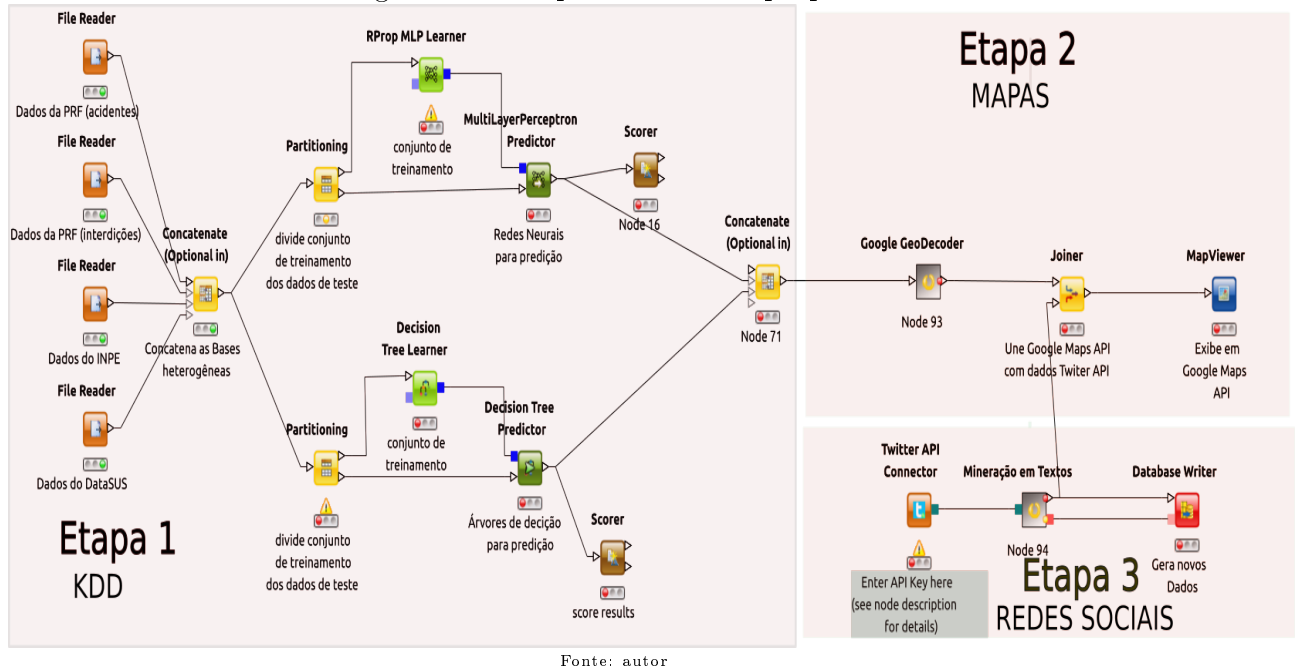 File Reader
Dados da PRF (acidentes)
File Reader
Dados da PRF (interdições)
File Reader
Dados do INPE
File Reader
Dados do DataSUS
Concatenate
(Optional in)
Concatena as Bases
heterogêneas
Partitioning
divide conjunto
de treinamento
dos dados de teste
RProp MLP Learner
conjunto de
treinamento
MultiLayerPerceptron
Predictor
Redes Neurais
para predição
Scorer
Node 16
Partitioning
divide conjunto
de treinamento
dos dados de teste
Decision
Tree Learner
conjunto de
treinamento
Decision Tree
Predictor
Árvores de decição
para predição
Scorer
score results
Concatenate
(Optional in)
Node 71
Etapa 1
KDD
Etapa 2
MAPAS
Google GeoDecoder
Node 93
Joiner
Une Google Maps API
com dados Twiter API
MapViewer
Exibe em
Google Maps
API
Twitter API
Connector
Enter API Key here
(see node description
for details)
Mineração em Textos
Node 94
Database Writer
Gera novos
Dados
Etapa 3
REDES SOCIAIS
Fonte: autor